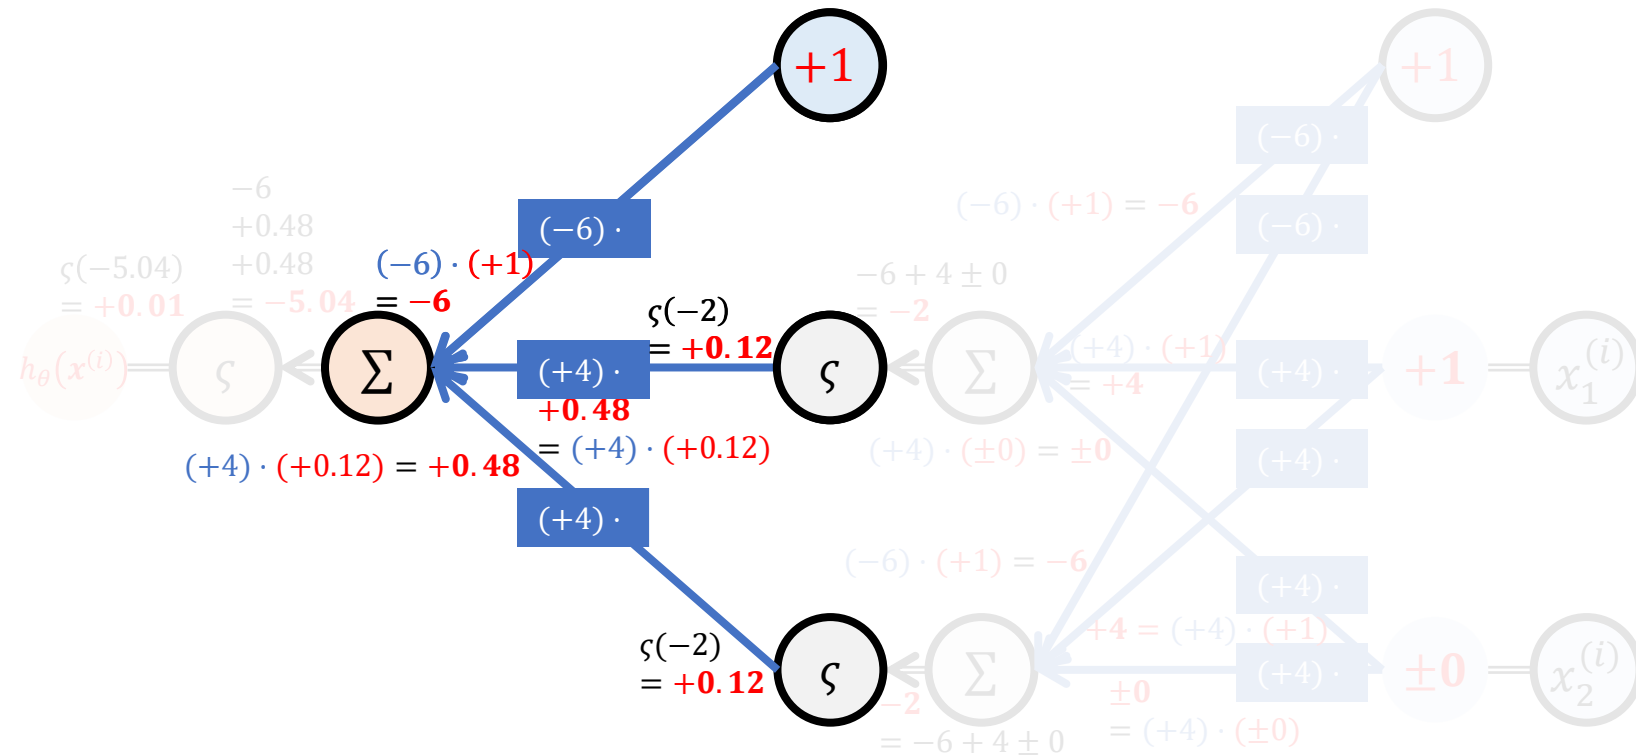 +1
+1
(−6) ·
(−6) ·
(−6) ·
−6
+0.48
+0.48
= −5.04
ς(−5.04)
= +0.01
(−6) · (+1)
= −6
(−6) · (+1) = −6
−6 + 4 ± 0
= −2
ς(−2)
= +0.12
hθ(x(i))
ς
Σ
(+4) ·
ς
Σ
(+4) · (+1)
= +4
(+4) ·
+1
x1(i)
+0.48
= (+4) · (+0.12)
(+4) · (+0.12) = +0.48
(+4) · (±0) = ±0
(+4) ·
(+4) ·
(−6) · (+1) = −6
(+4) ·
ς(−2)
= +0.12
ς
Σ
+4 = (+4) · (+1)
(+4) ·
±0
x2(i)
−2
= −6 + 4 ± 0
±0
= (+4) · (±0)